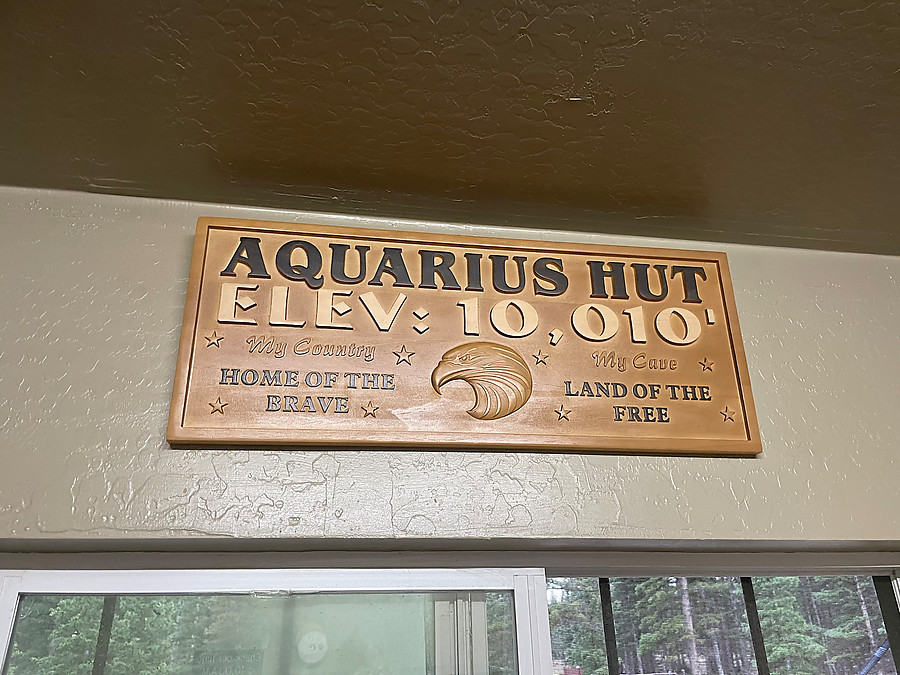 AQUARIUS HUT
ELEV: 10,010'
My Country
HOME OF THE
BRAVE
My Cave
LAND OF THE
FREE